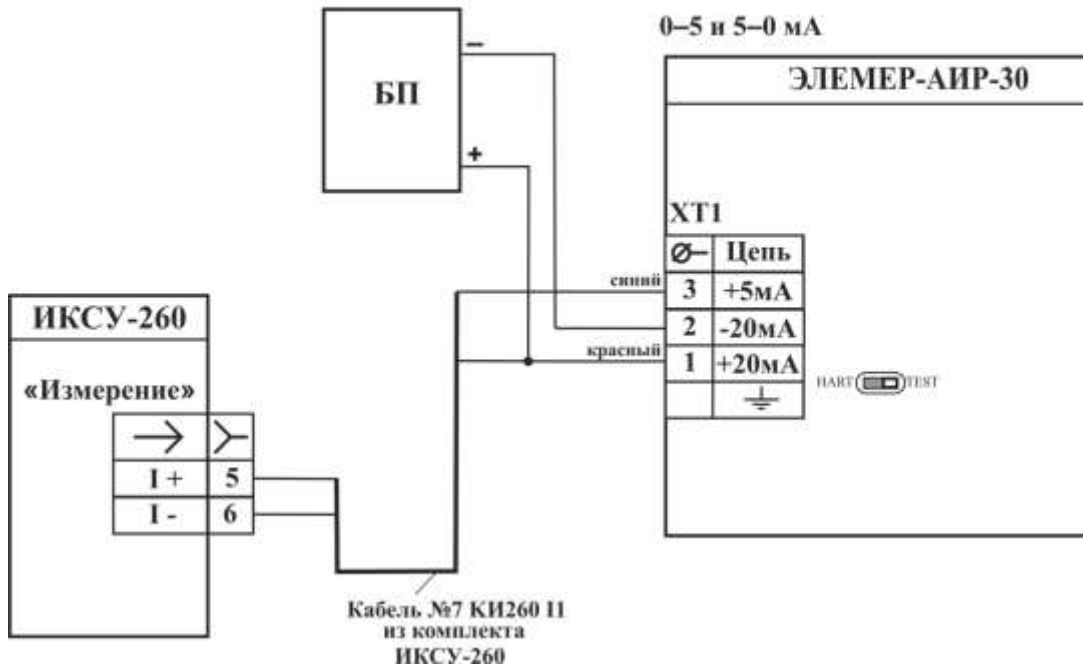 0–5 и 5–0 мА
БП
–
+
ЭЛЕМЕР-АИР-30
XT1
Цепь
синий
3 +5мА
2 -20мА
красный
1 +20мА
HART TEST
ИКСУ-260
«Измерение»
I + 5
I - 6
Кабель №7 КИ260 I1
из комплекта
ИКСУ-260